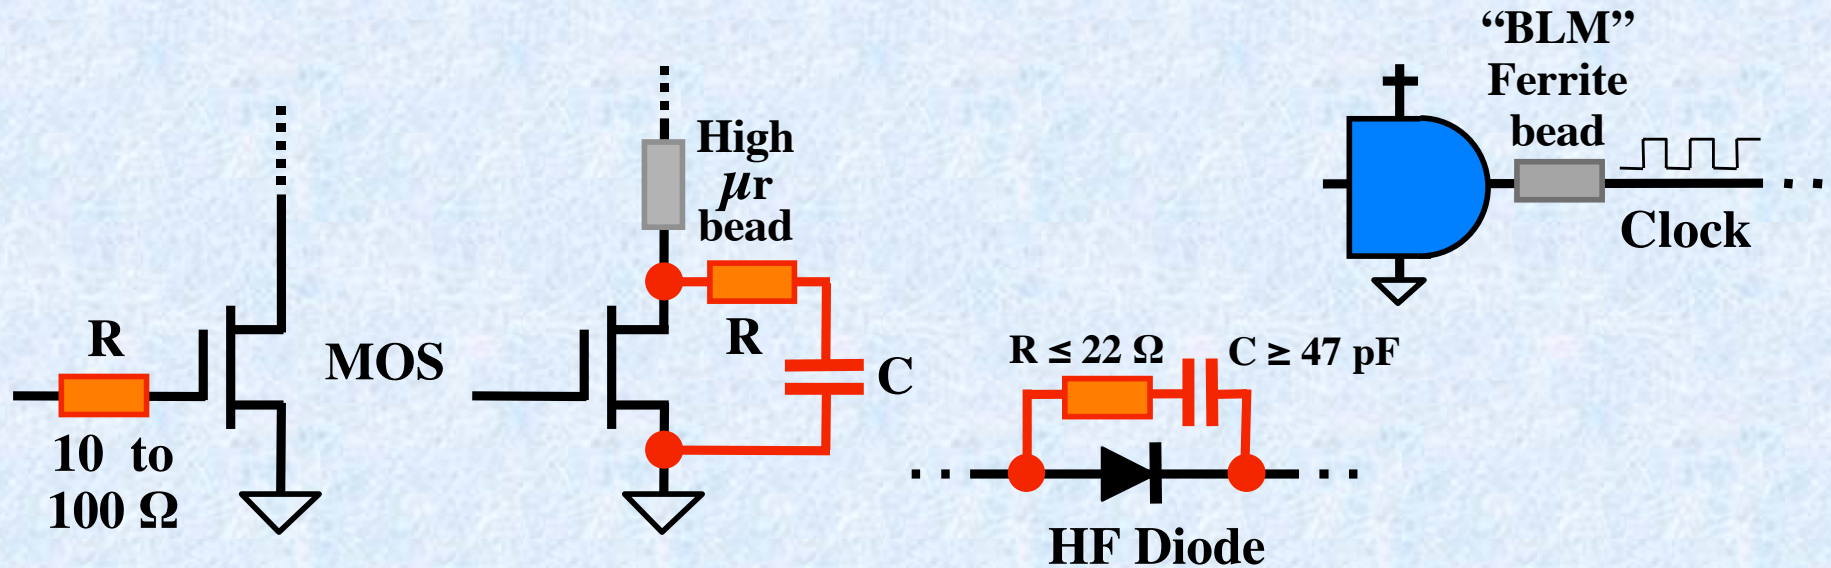 R
10 to
100 Ω
MOS
High
μr
bead
R
C
R ≤ 22 Ω
C ≥ 47 pF
HF Diode
“BLM”
Ferrite
bead
Clock